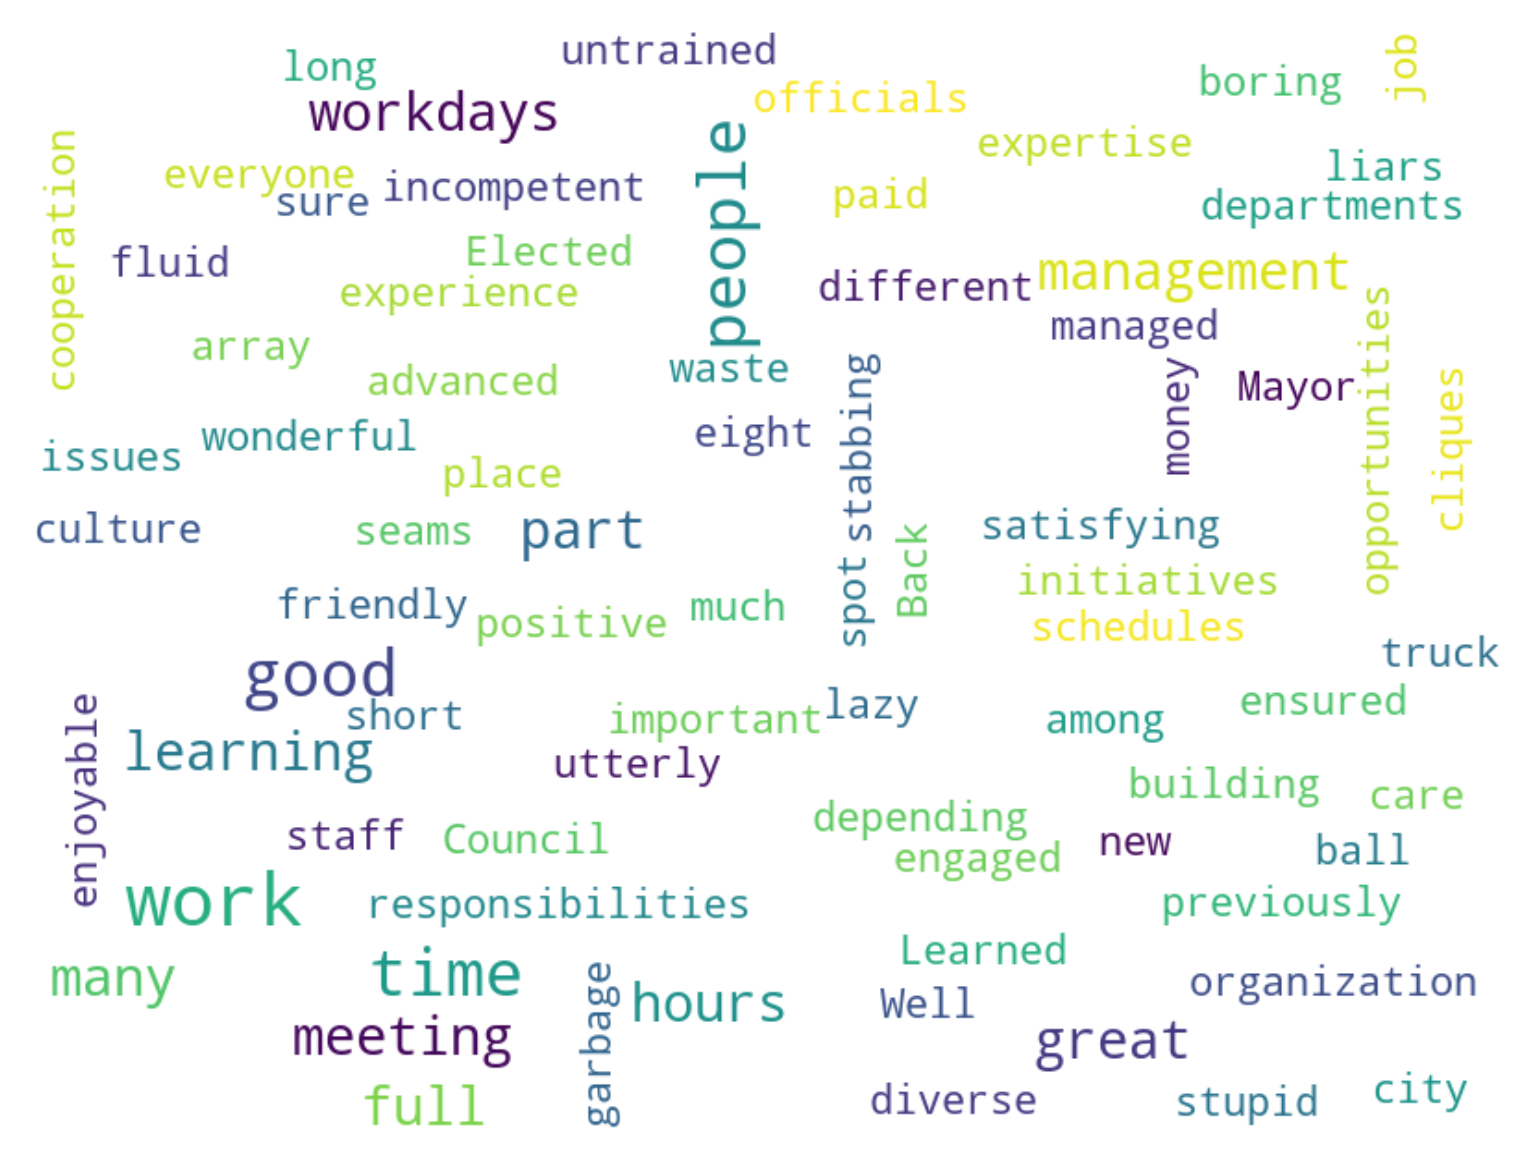 untrained
long
job
boring
workdays
officials
people
expertise
cooperation
everyone
liars
incompetent
sure
paid
departments
fluid
Elected
management
different
experience
opportunities
managed
array
waste
stabbing
money
Mayor
advanced
cliques
wonderful
eight
issues
place
culture
seams
part
satisfying
Back
spot
initiatives
friendly
much
positive
schedules
truck
good
enjoyable
short
important
lazy
among
ensured
learning
utterly
building
care
staff
Council
depending
engaged
new
ball
work
responsibilities
previously
Learned
many
time
garbage
hours
Well
organization
meeting
great
full
diverse
stupid
city